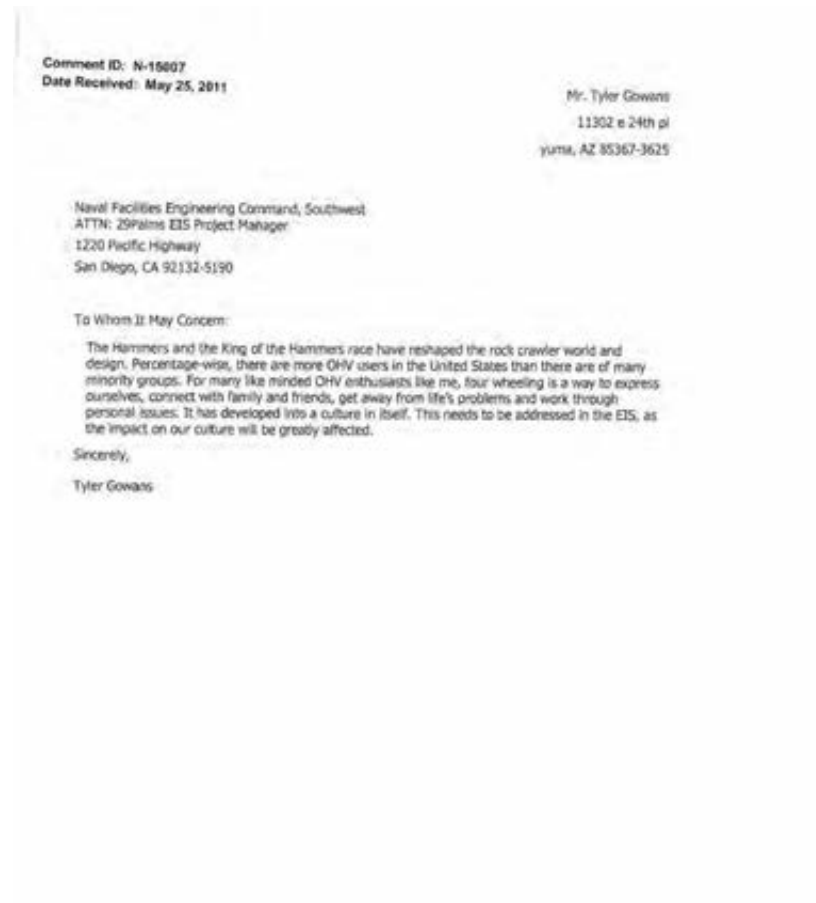 Comment ID: N-15007
Date Received: May 25, 2011
Mr. Tyler Gowans
11302 e 24th pl
yuma, AZ 85367-3625
Naval Facilities Engineering Command, Southwest
ATTN: 29Palms EIS Project Manager
1220 Pacific Highway
San Diego, CA 92132-5190
To Whom It May Concern:
The Hammers and the King of the Hammers race have reshaped the rock crawler world and
design. Percentage-wise, there are more OHV users in the United States than there are of many
minority groups. For many like minded OHV enthusiasts like me, four wheeling is a way to express
ourselves, connect with family and friends, get away from life's problems and work through
personal issues. It has developed into a culture in itself. This needs to be addressed in the EIS, as
the impact on our culture will be greatly affected.
Sincerely,
Tyler Gowans